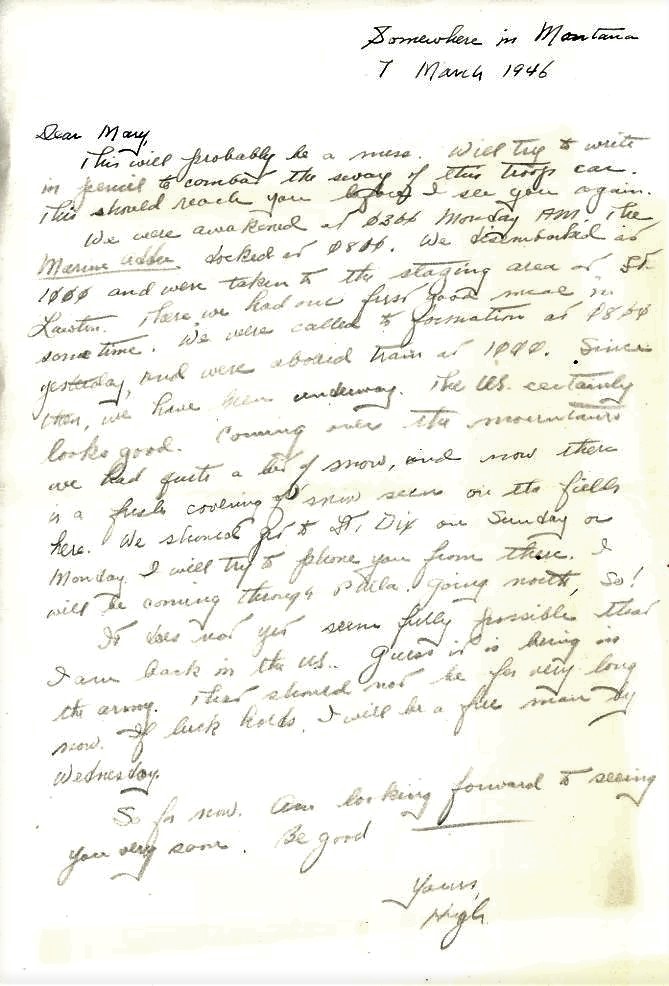 Somewhere in Montana
7 March 1946
Dear Mary,
This will probably be a mess. Will try to write
in pencil to combat the sway of this troop car.
This should reach you before I see you again.
We were awakened at 0300 Monday AM. The
Marine Adder docked at 0800. We disembarked at
1000 and were taken to the staging area at Ft.
Lawton. There we had our first good meal in
some time. We were called to formation at 0800
yesterday, and were aboard train at 1000. Since
then, we have been underway. The U.S. certainly
looks good. Coming over the mountains
we had quite a bit of snow, and now there
is a fresh covering of snow seen on the fields
here. We should get to Ft. Dix on Sunday or
Monday. I will try to phone you from there. I
will be coming through Phila. going north, so!
It does not yet seem fully possible that
I am back in the U.S. Guess it is being in
the army. That should not be for very long
now. If luck holds, I will be a free man by
Wednesday.
So for now. Am looking forward to seeing
you very soon. Be good
Yours,
Hugh